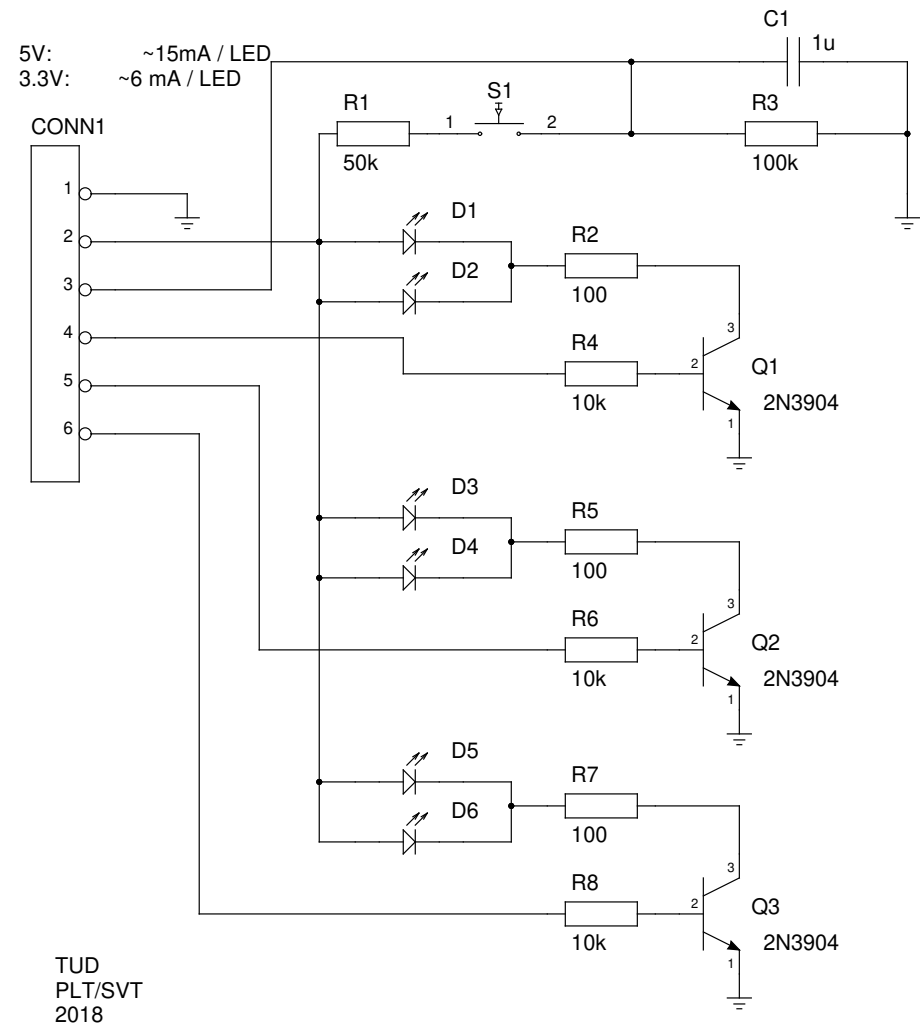 C1
1u
5V: ~15mA / LED
3.3V: ~6 mA / LED
S1
R1
1
2
R3
50k
100k
CONN1
1
2
3
4
5
6
D1
D2
R2
100
R4
10k
3
2
1
Q1
2N3904
D3
D4
R5
100
R6
10k
3
2
1
Q2
2N3904
D5
D6
R7
100
R8
10k
3
2
1
Q3
2N3904
TUD
PLT/SVT
2018